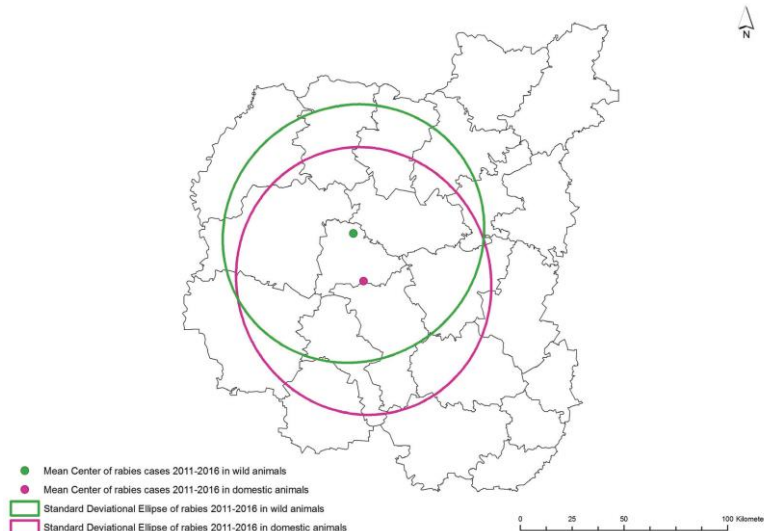 N
Mean Center of rabies cases 2011-2016 in wild animals
Mean Center of rabies cases 2011-2016 in domestic animals
Standard Deviational Ellipse of rabies 2011-2016 in wild animals
Standard Deviational Ellipse of rabies 2011-2016 in domestic animals
0 25 50 100 Kilomete